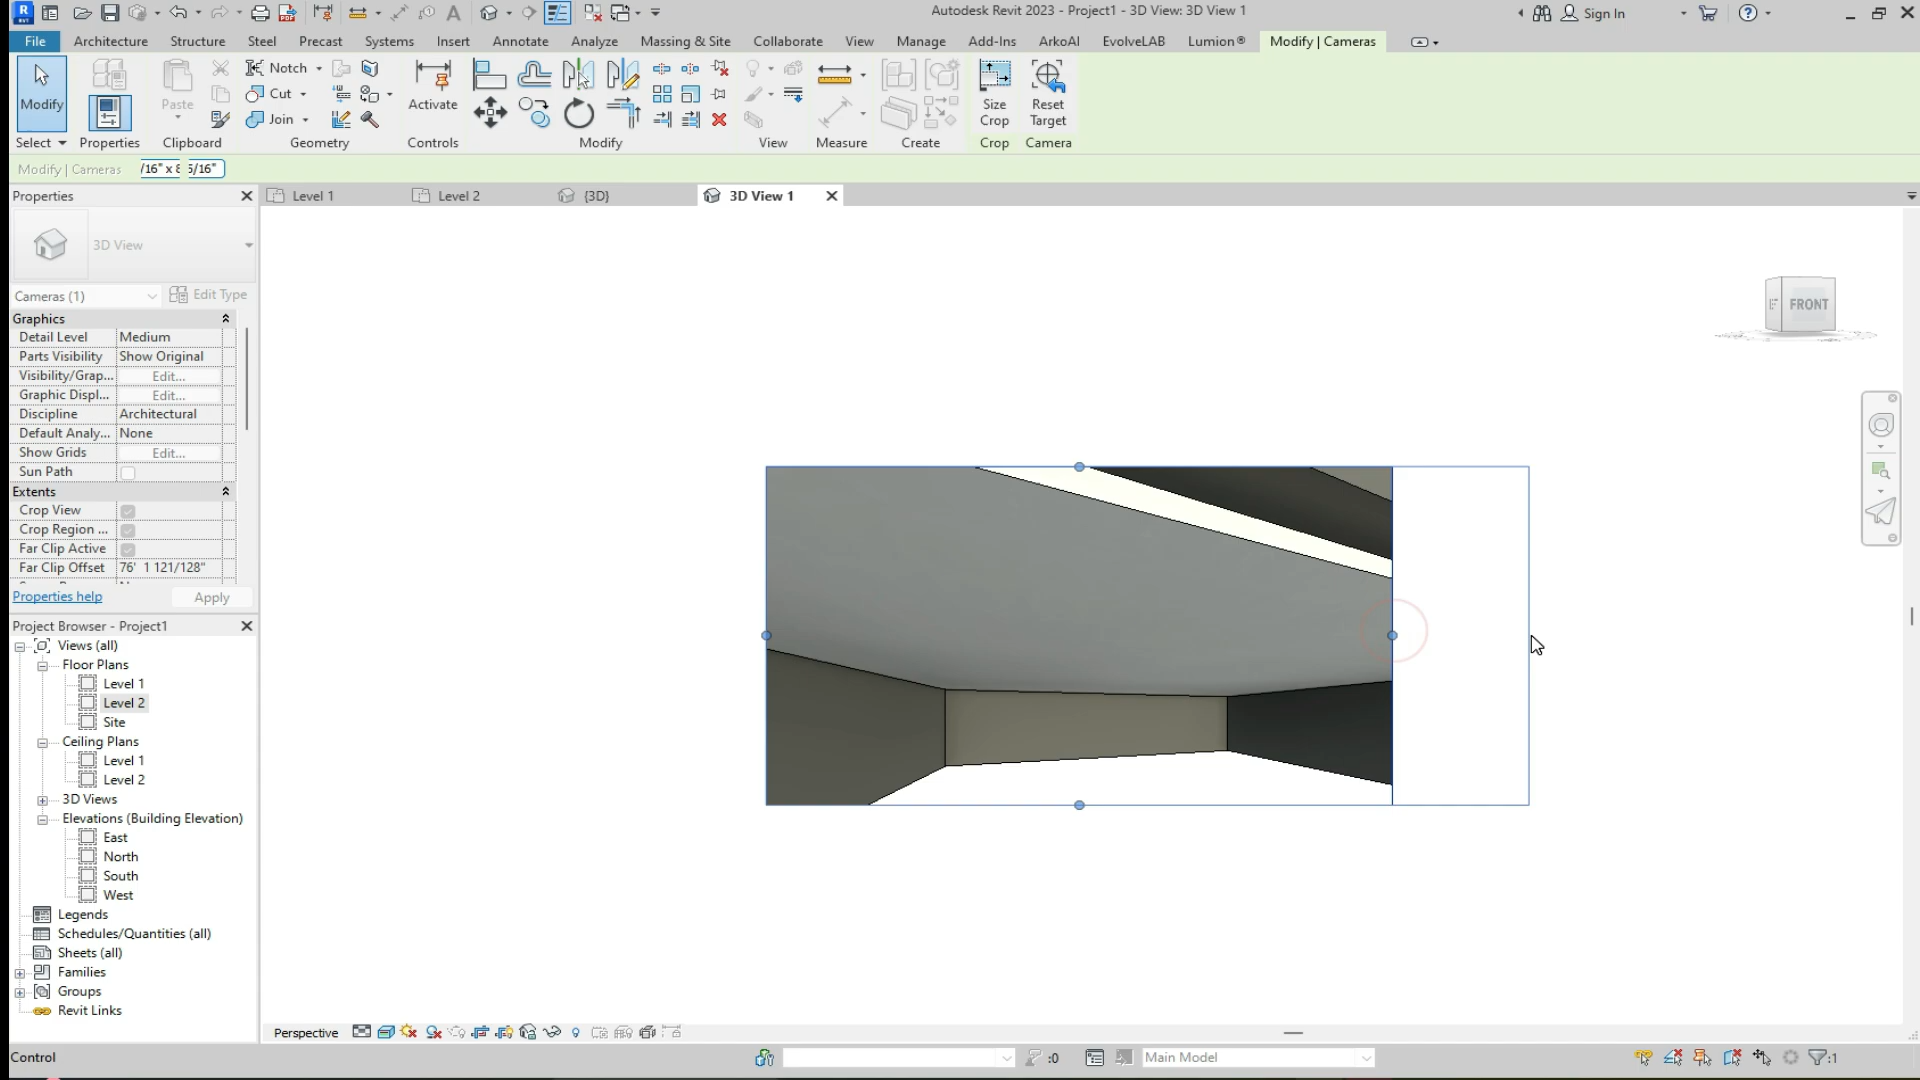 Autodesk Revit 2023 - Project1 - 3D View: 3D View 1
Sign In
File Architecture Structure Steel Precast Systems Insert Annotate Analyze Massing & Site Collaborate View Manage Add-Ins ArkoAI EvolveLAB Lumion® Modify | Cameras
Modify Paste Notch Cut Join Activate Size Crop Reset Target
Select Properties Clipboard Geometry Controls Modify View Measure Create Crop Camera
Modify | Cameras
5/16"
Properties
Level 1
Level 2
{3D}
3D View 1
3D View
FRONT
Cameras (1)
Edit Type
Graphics
Detail Level Medium
Parts Visibility Show Original
Visibility/Grap... Edit...
Graphic Displ... Edit...
Discipline Architectural
Default Analy... None
Show Grids Edit...
Sun Path
Extents
Crop View
Crop Region ...
Far Clip Active
Far Clip Offset 76' 1 121/128"
Properties help
Apply
Project Browser - Project1
Views (all)
Floor Plans
Level 1
Level 2
Site
Ceiling Plans
Level 1
Level 2
3D Views
Elevations (Building Elevation)
East
North
South
West
Legends
Schedules/Quantities (all)
Sheets (all)
Families
Groups
Revit Links
Perspective
Control
:0
Main Model
:1